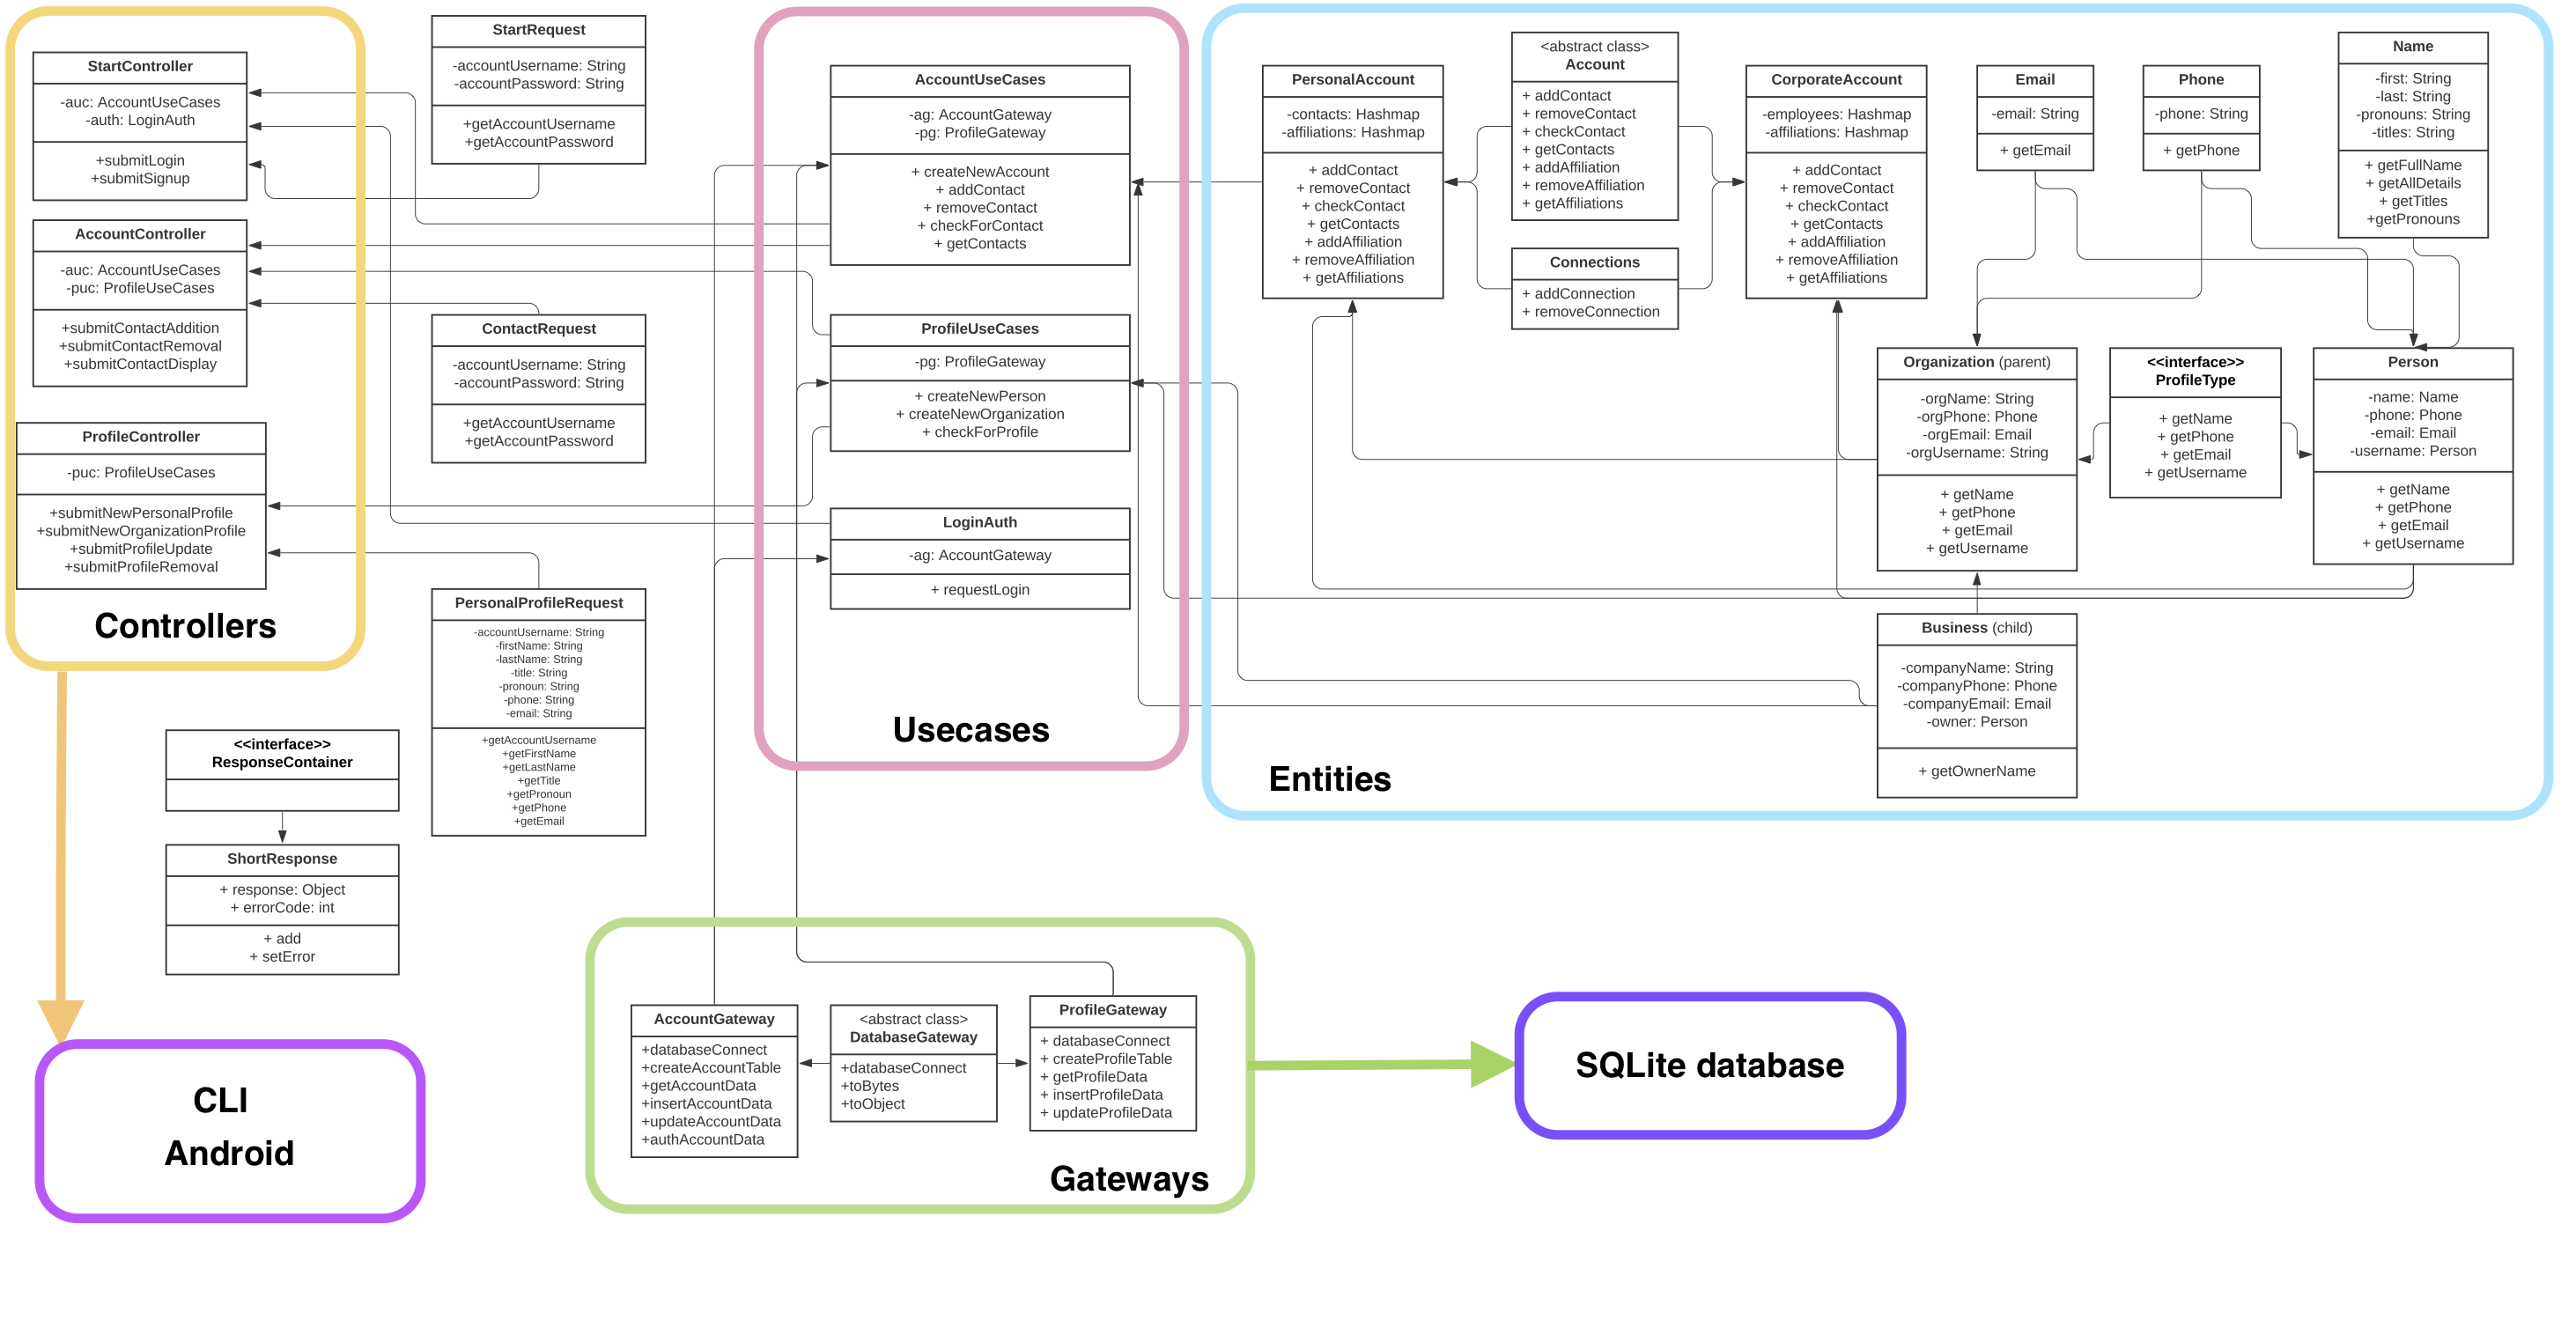 StartController
-auc: AccountUseCases
-auth: LoginAuth
+submitLogin
+submitSignup
AccountController
-auc: AccountUseCases
-puc: ProfileUseCases
+submitContactAddition
+submitContactRemoval
+submitContactDisplay
ProfileController
-puc: ProfileUseCases
+submitNewPersonalProfile
+submitNewOrganizationProfile
+submitProfileUpdate
+submitProfileRemoval
Controllers
StartRequest
-accountUsername: String
-accountPassword: String
+getAccountUsername
+getAccountPassword
ContactRequest
-accountUsername: String
-accountPassword: String
+getAccountUsername
+getAccountPassword
PersonalProfileRequest
-accountUsername: String
-firstName: String
-lastName: String
-title: String
-pronoun: String
-phone: String
-email: String
+getAccountUsername
+getFirstName
+getLastName
+getTitle
+getPronoun
+getPhone
+getEmail
<<interface>>
ResponseContainer
ShortResponse
+ response: Object
+ errorCode: int
+ add
+ setError
CLI
Android
AccountUseCases
-ag: AccountGateway
-pg: ProfileGateway
+ createNewAccount
+ addContact
+ removeContact
+ checkForContact
+ getContacts
ProfileUseCases
-pg: ProfileGateway
+ createNewPerson
+ createNewOrganization
+ checkForProfile
LoginAuth
-ag: AccountGateway
+ requestLogin
Usecases
PersonalAccount
-contacts: Hashmap
-affiliations: Hashmap
+ addContact
+ removeContact
+ checkContact
+ getContacts
+ addAffiliation
+ removeAffiliation
+ getAffiliations
<abstract class>
Account
+ addContact
+ removeContact
+ checkContact
+ getContacts
+ addAffiliation
+ removeAffiliation
+ getAffiliations
Connections
+ addConnection
+ removeConnection
CorporateAccount
-employees: Hashmap
-affiliations: Hashmap
+ addContact
+ removeContact
+ checkContact
+ getContacts
+ addAffiliation
+ removeAffiliation
+ getAffiliations
Email
-email: String
+ getEmail
Phone
-phone: String
+ getPhone
Name
-first: String
-last: String
-pronouns: String
-titles: String
+ getFullName
+ getAllDetails
+ getTitles
+getPronouns
Organization (parent)
-orgName: String
-orgPhone: Phone
-orgEmail: Email
-orgUsername: String
+ getName
+ getPhone
+ getEmail
+ getUsername
<<interface>>
ProfileType
+ getName
+ getPhone
+ getEmail
+ getUsername
Person
-name: Name
-phone: Phone
-email: Email
-username: Person
+ getName
+ getPhone
+ getEmail
+ getUsername
Business (child)
-companyName: String
-companyPhone: Phone
-companyEmail: Email
-owner: Person
+ getOwnerName
Entities
AccountGateway
+databaseConnect
+createAccountTable
+getAccountData
+insertAccountData
+updateAccountData
+authAccountData
<abstract class>
DatabaseGateway
+databaseConnect
+toBytes
+toObject
ProfileGateway
+ databaseConnect
+ createProfileTable
+ getProfileData
+ insertProfileData
+ updateProfileData
Gateways
SQLite database